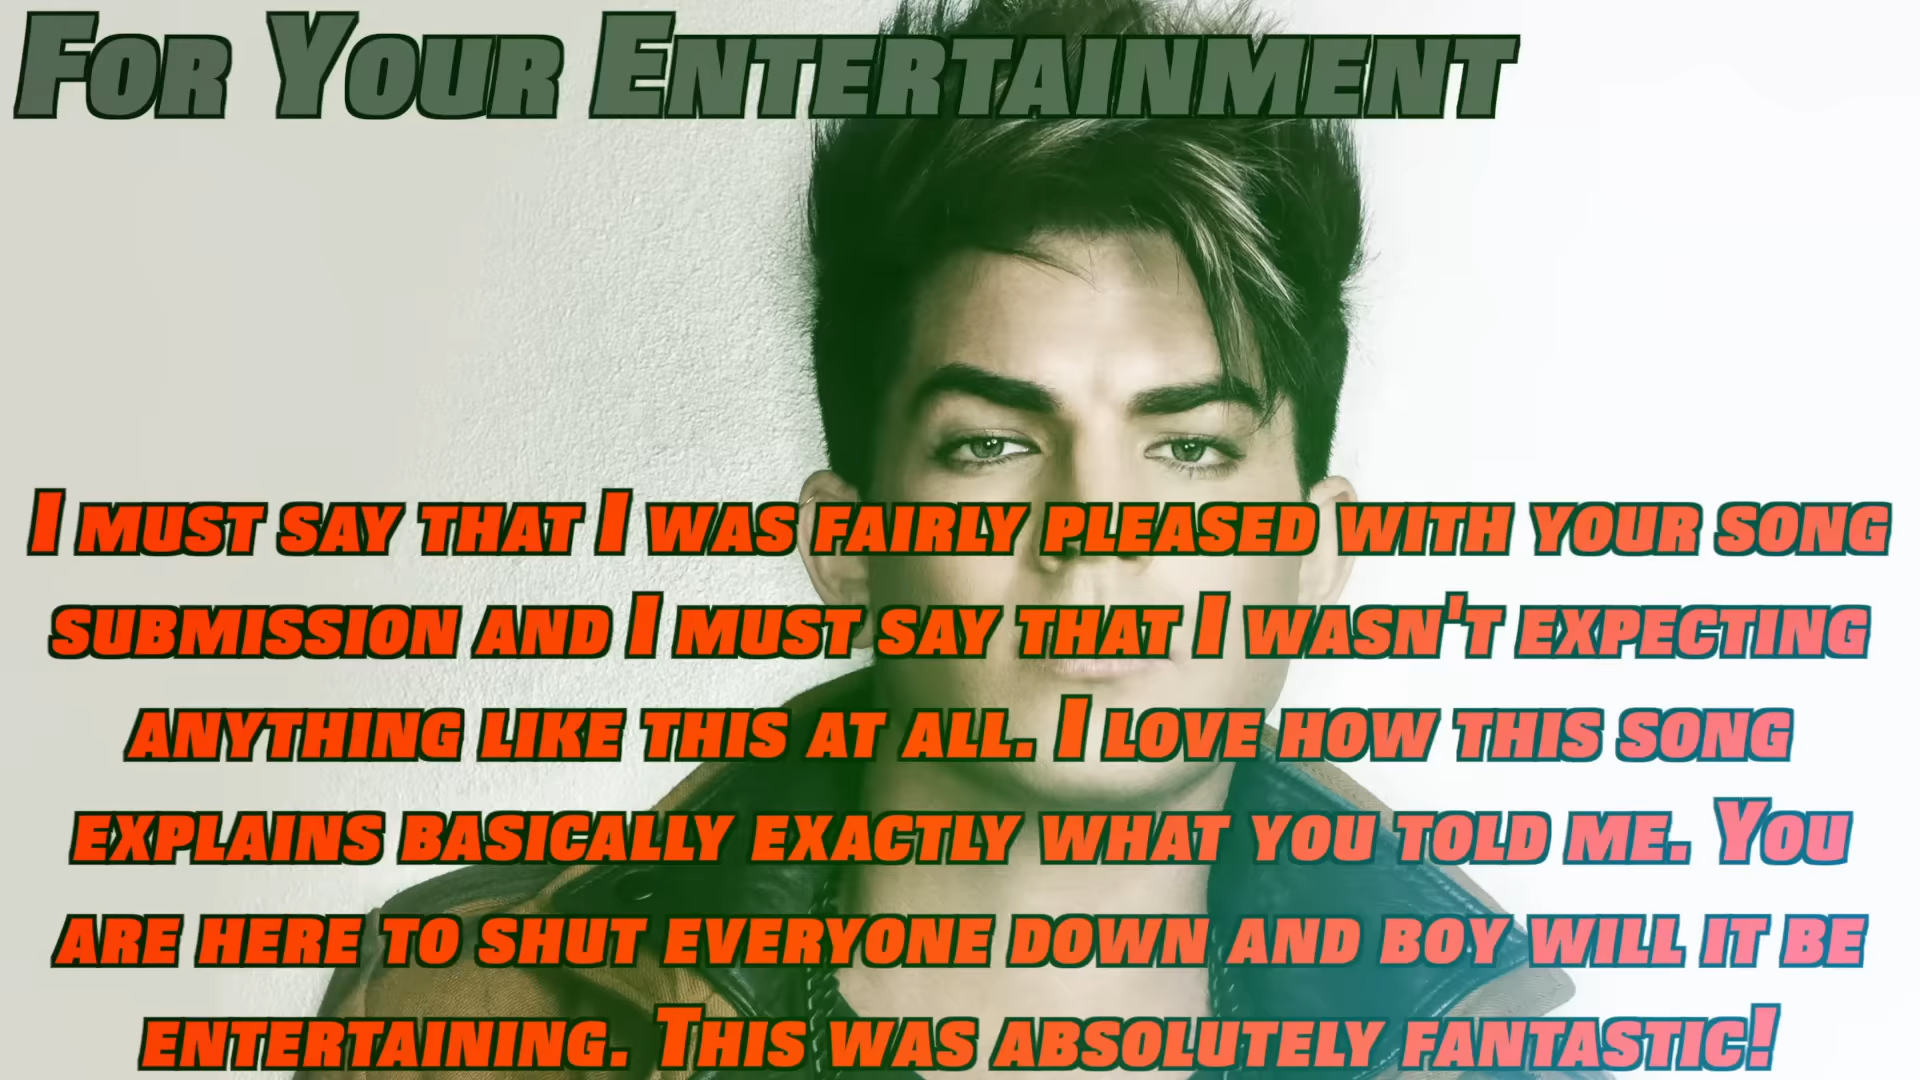 For Your Entertainment
I must say that I was fairly pleased with your song
submission and I must say that I wasn't expecting
anything like this at all. I love how this song
explains basically exactly what you told me. You
are here to shut everyone down and boy will it be
entertaining. This was absolutely fantastic!